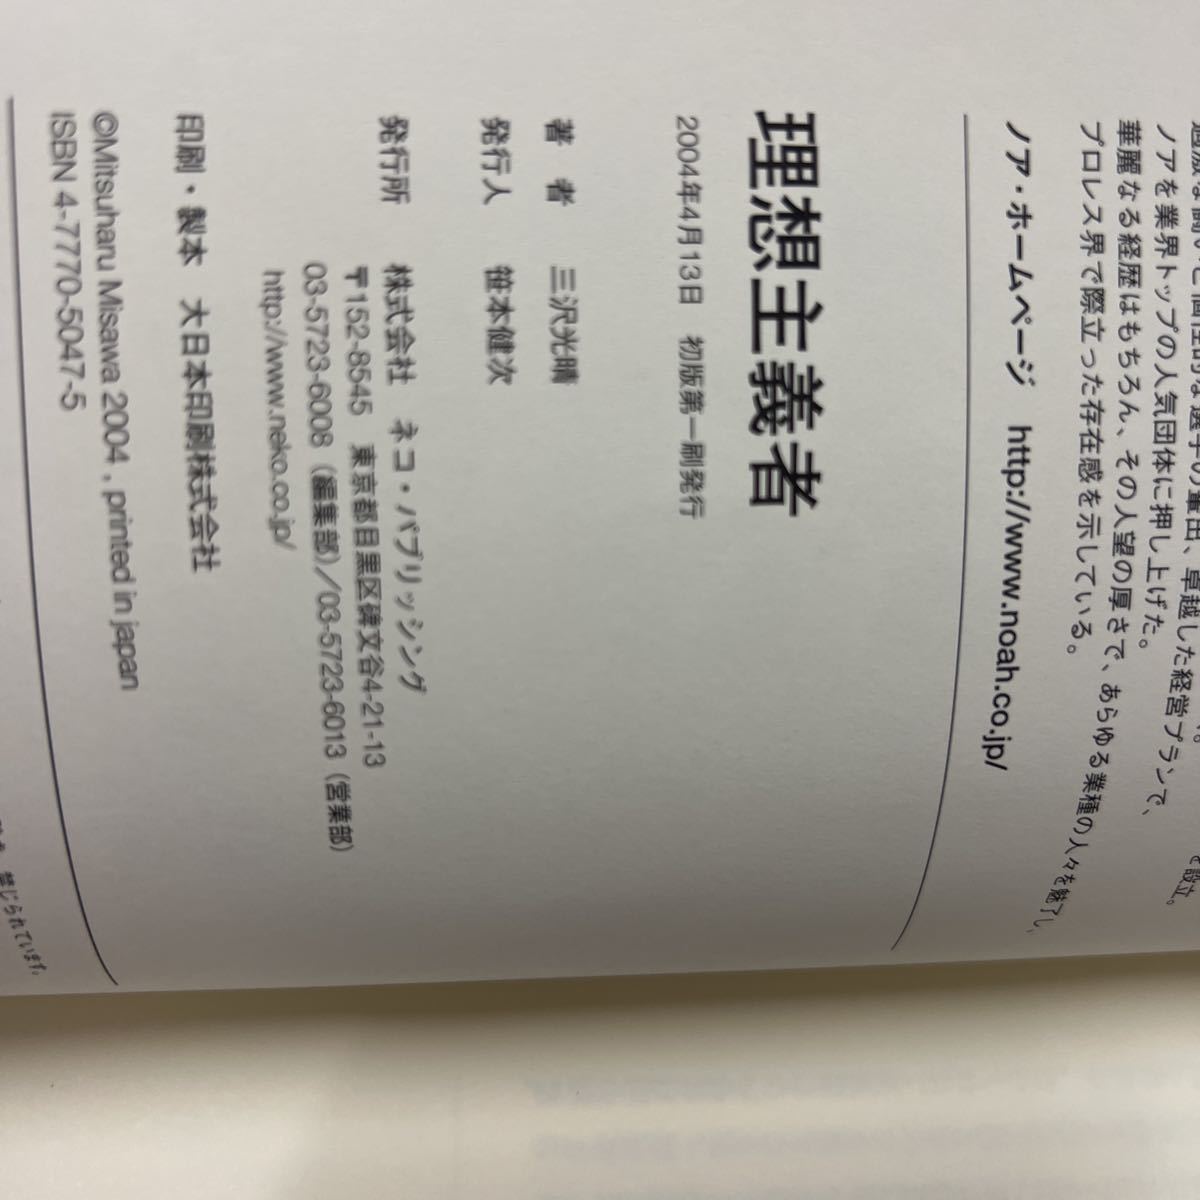 ノアを業界トップの人気団体に押し上げた。
華麗なる経歴はもちろん、その人望の厚さで、あらゆる業種の人々を魅了し、
プロレス界で際立った存在感を示している。
ノア・ホームページ http://www.noah.co.jp/
理想主義者
2004年4月13日 初版第一刷発行
著 者 三沢光晴
発行人 笹本健次
発行所 株式会社 ネコ・パブリッシング
〒152-8545 東京都目黒区碑文谷4-21-13
03-5723-6008（編集部）／03-5723-6013（営業部）
http://www.neko.co.jp/
印刷・製本 大日本印刷株式会社
©Mitsuharu Misawa 2004 , printed in japan
ISBN 4-7770-5047-5
禁じられています。